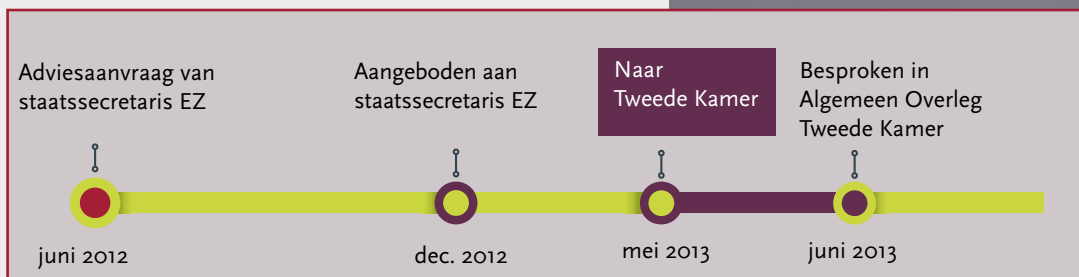 Adviesaanvraag van
staatssecretaris EZ
Aangeboden aan
staatssecretaris EZ
Naar
Tweede Kamer
Besproken in
Algemeen Overleg
Tweede Kamer
juni 2012
dec. 2012
mei 2013
juni 2013